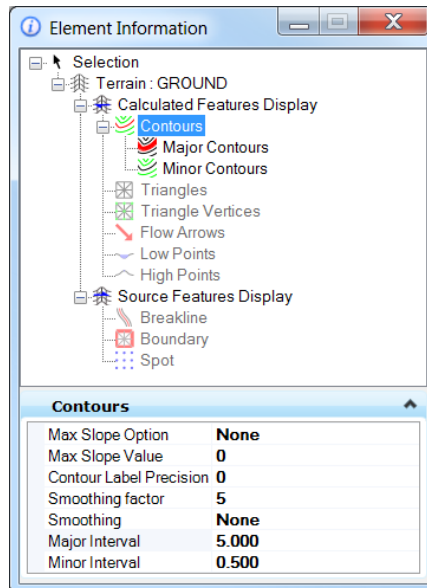 Element Information
Selection
Terrain : GROUND
Calculated Features Display
Contours
Major Contours
Minor Contours
Triangles
Triangle Vertices
Flow Arrows
Low Points
High Points
Source Features Display
Breakline
Boundary
Spot
Contours
Max Slope Option None
Max Slope Value 0
Contour Label Precision 0
Smoothing factor 5
Smoothing None
Major Interval 5.000
Minor Interval 0.500